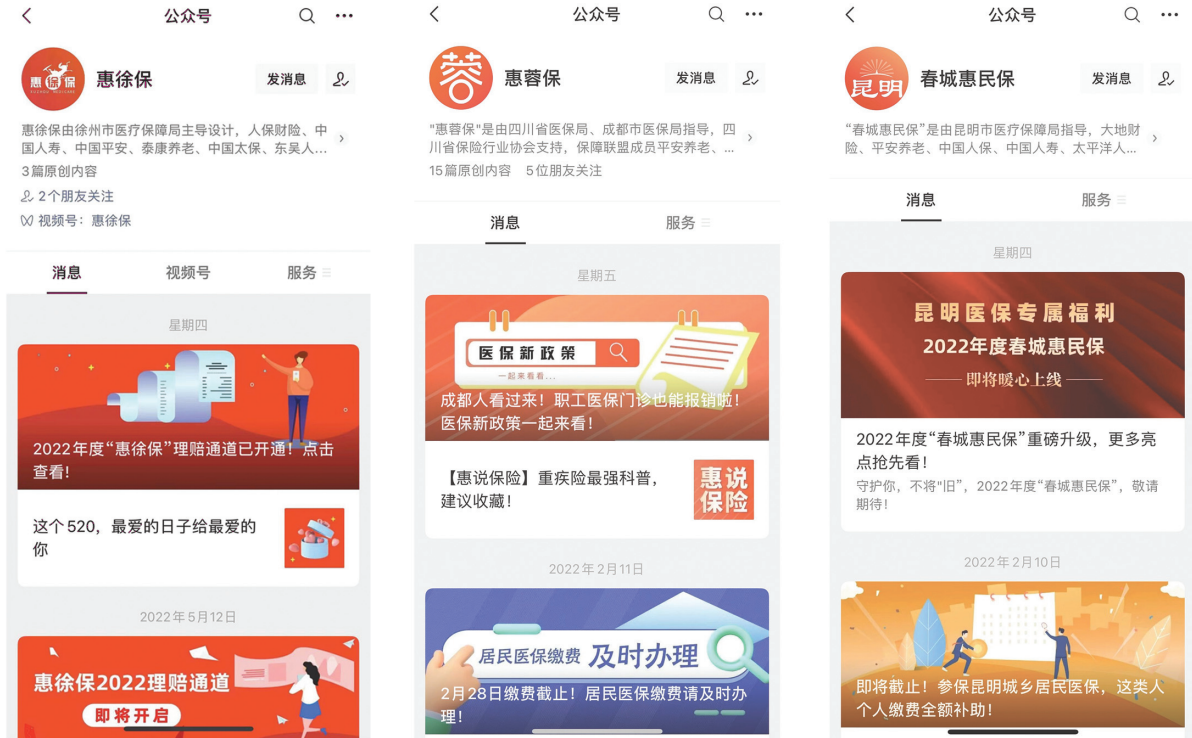 公众号
惠徐保
惠徐保
发消息
惠徐保由徐州市医疗保障局主导设计，人保财险、中
国人寿、中国平安、泰康养老、中国太保、东吴人...
3篇原创内容
2个朋友关注
视频号：惠徐保
消息
视频号
服务
星期四
2022年度“惠徐保”理赔通道已开通！点击
查看!
这个520，最爱的日子给最爱的
你
2022年5月12日
惠徐保2022理赔通道
即将开启
公众号
蓉
惠蓉保
发消息
"惠蓉保"是由四川省医保局、成都市医保局指导，四
川省保险行业协会支持，保障联盟成员平安养老、...
15篇原创内容 5位朋友关注
消息
服务
星期五
医保新政策
一起来看看...
成都人看过来！职工医保门诊也能报销啦！
医保新政策一起来看！
【惠说保险】重疾险最强科普，
建议收藏！
惠说
保险
2022年2月11日
居民医保缴费 及时办理
2月28日缴费截止！居民医保缴费请及时办
理！
公众号
昆明
春城惠民保
发消息
“春城惠民保”是由昆明市医疗保障局指导，大地财
险、平安养老、中国人保、中国人寿、太平洋人...
消息
服务
星期四
昆明医保专属福利
2022年度春城惠民保
即将暖心上线
2022年度“春城惠民保”重磅升级，更多亮
点抢先看！
守护你，不将"旧”，2022年度“春城惠民保”，敬请
期待！
2022年2月10日
即将截止！参保昆明城乡居民医保，这类人
个人缴费全额补助！